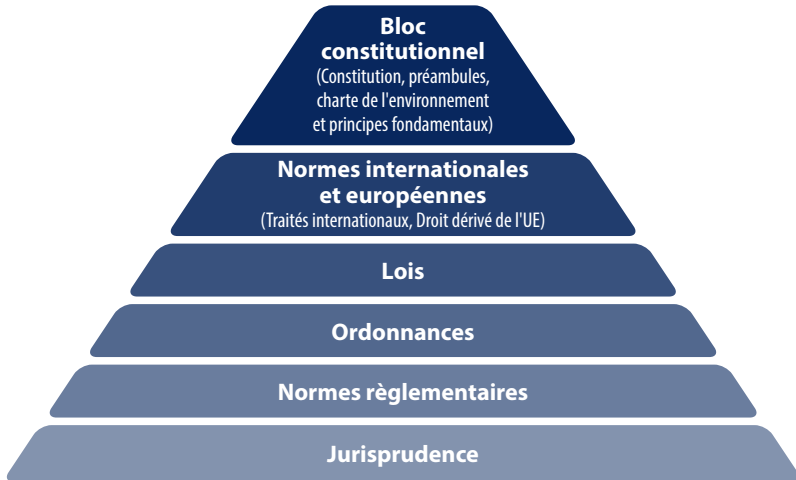 Bloc
constitutionnel
(Constitution, préambules,
charte de l'environnement
et principes fondamentaux)
Normes internationales
et européennes
(Traités internationaux, Droit dérivé de l'UE)
Lois
Ordonnances
Normes règlementaires
Jurisprudence